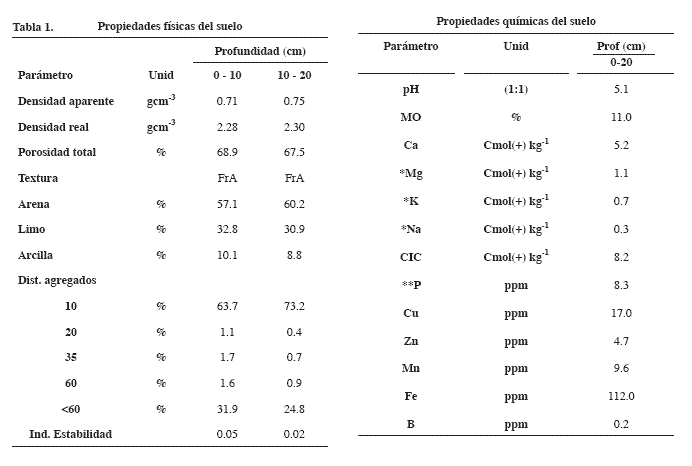 Tabla 1. Propiedades físicas del suelo
Profundidad (cm)
Parámetro Unid 0 - 10 10 - 20
Densidad aparente gcm-3 0.71 0.75
Densidad real gcm-3 2.28 2.30
Porosidad total % 68.9 67.5
Textura FrA FrA
Arena % 57.1 60.2
Limo % 32.8 30.9
Arcilla % 10.1 8.8
Dist. agregados
10 % 63.7 73.2
20 % 1.1 0.4
35 % 1.7 0.7
60 % 1.6 0.9
<60 % 31.9 24.8
Ind. Estabilidad 0.05 0.02
Propiedades químicas del suelo
Parámetro Unid Prof (cm)
0-20
pH (1:1) 5.1
MO % 11.0
Ca Cmol(+) kg-1 5.2
*Mg Cmol(+) kg-1 1.1
*K Cmol(+) kg-1 0.7
*Na Cmol(+) kg-1 0.3
CIC Cmol(+) kg-1 8.2
**P ppm 8.3
Cu ppm 17.0
Zn ppm 4.7
Mn ppm 9.6
Fe ppm 112.0
B ppm 0.2